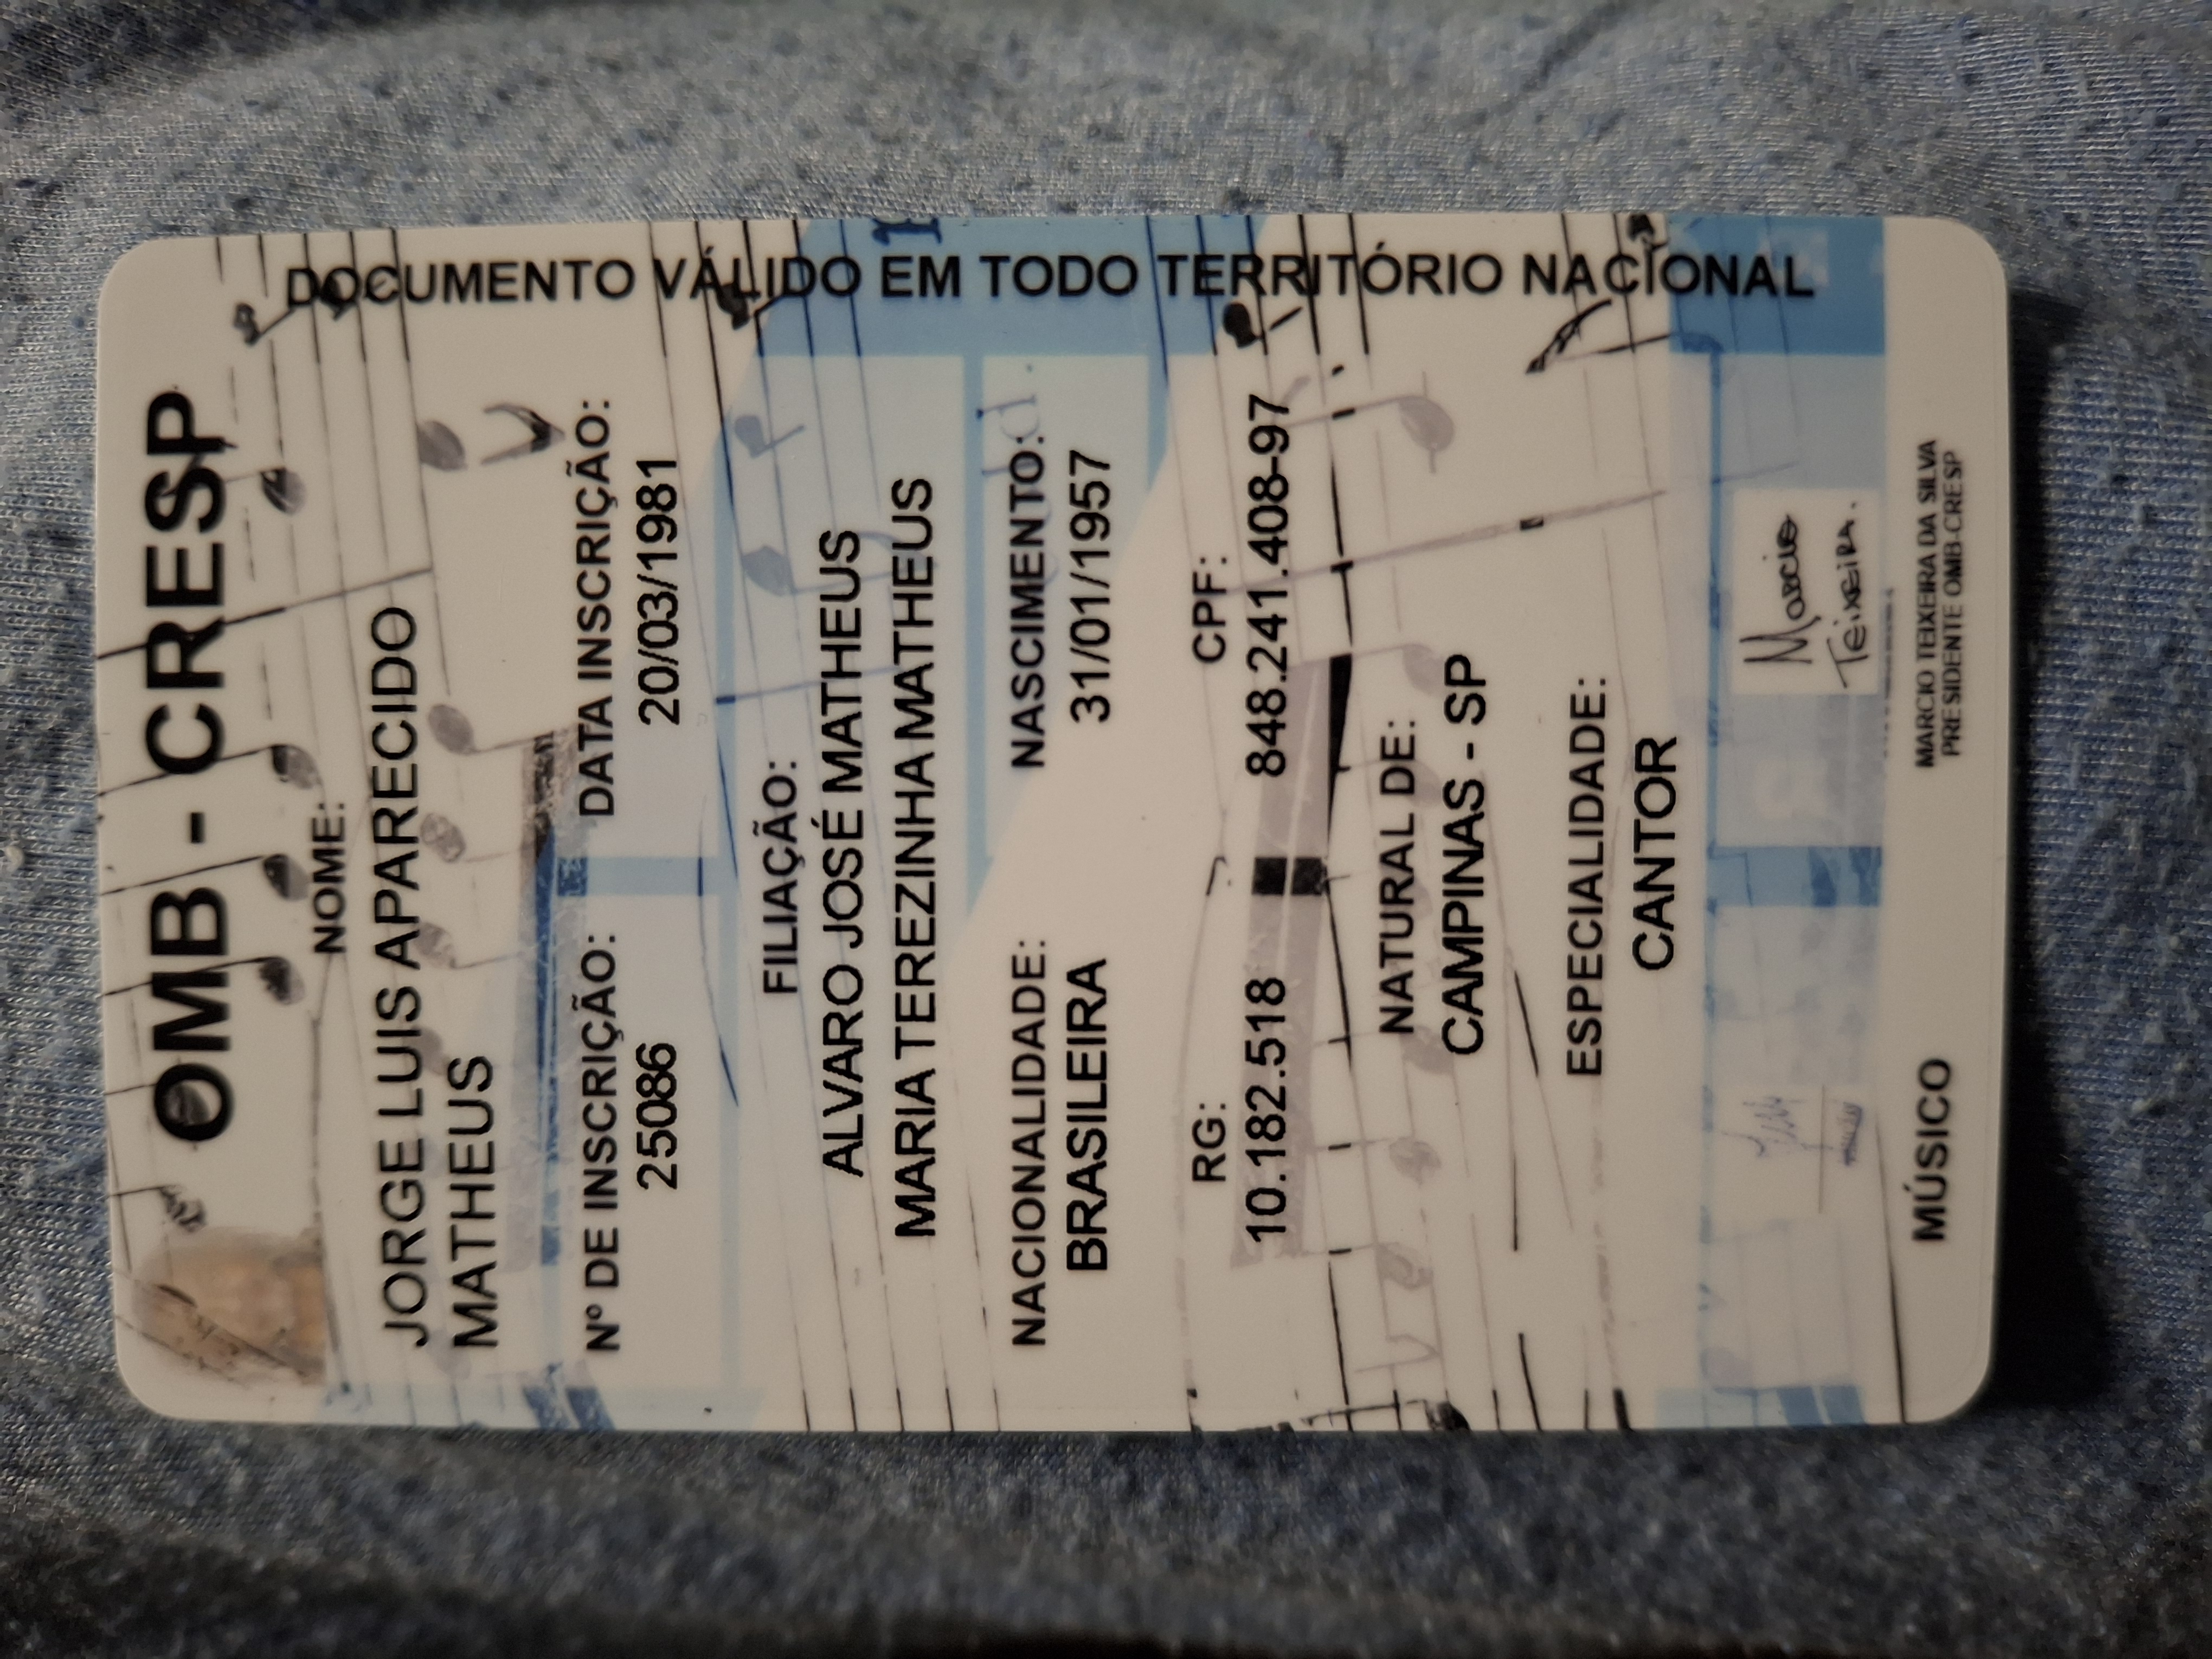 OMB - CRESP
NOME:
JORGE LUIS APARECIDO
MATHEUS
Nº DE INSCRIÇÃO: DATA INSCRIÇÃO:
25086 20/03/1981
FILIAÇÃO:
ALVARO JOSÉ MATHEUS
MARIA TEREZINHA MATHEUS
NACIONALIDADE: NASCIMENTO:
BRASILEIRA 31/01/1957
RG: CPF:
10.182.518 848.241.408-97
NATURAL DE:
CAMPINAS - SP
ESPECIALIDADE:
CANTOR
Marcio
Teixeira.
MÚSICO
MARCIO TEIXEIRA DA SILVA
PRESIDENTE OMB-CRESP
DOCUMENTO VÁLIDO EM TODO TERRITÓRIO NACIONAL